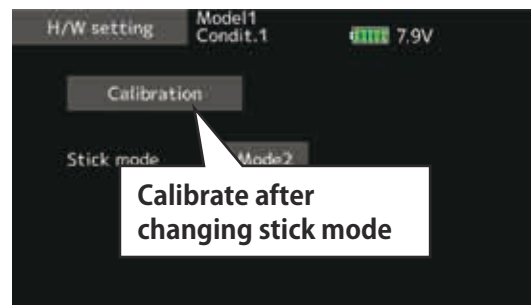 H/W setting
Model1
Condit.1
7.9V
Calibration
Stick mode
Mode2
Calibrate after
changing stick mode